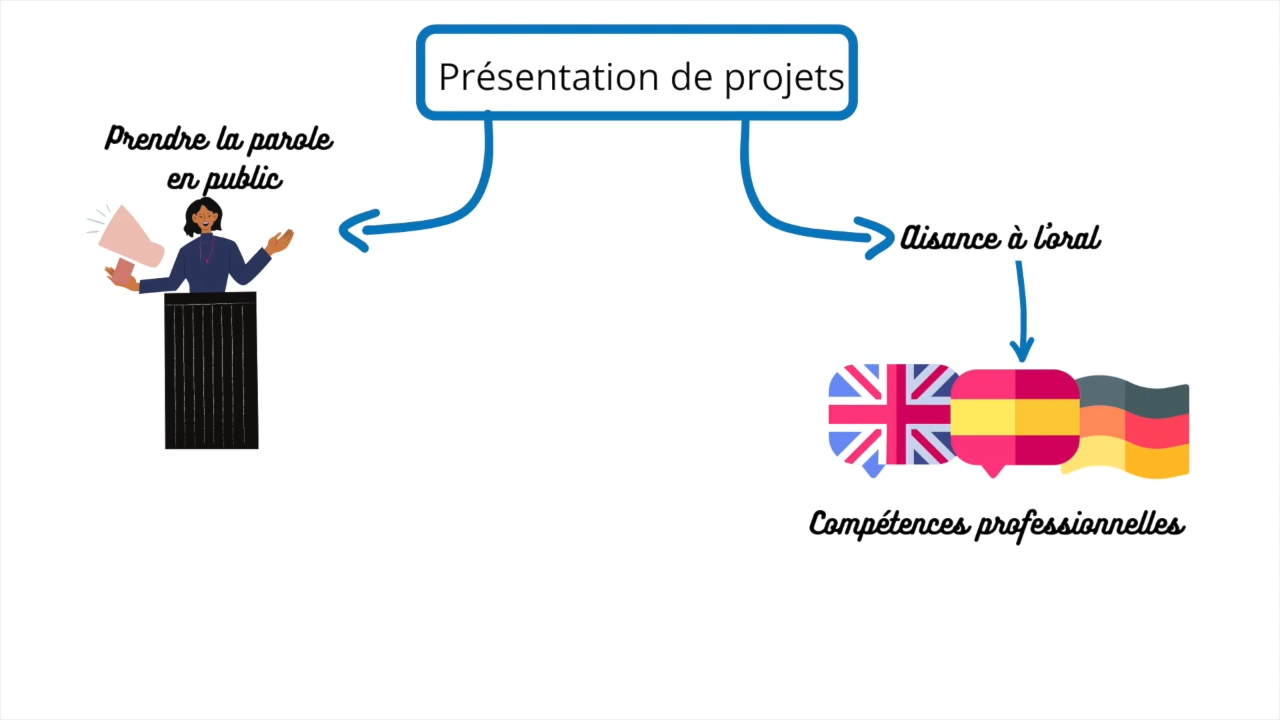 Présentation de projets
Prendre la parole
en public
Aisance à l'oral
Compétences professionnelles